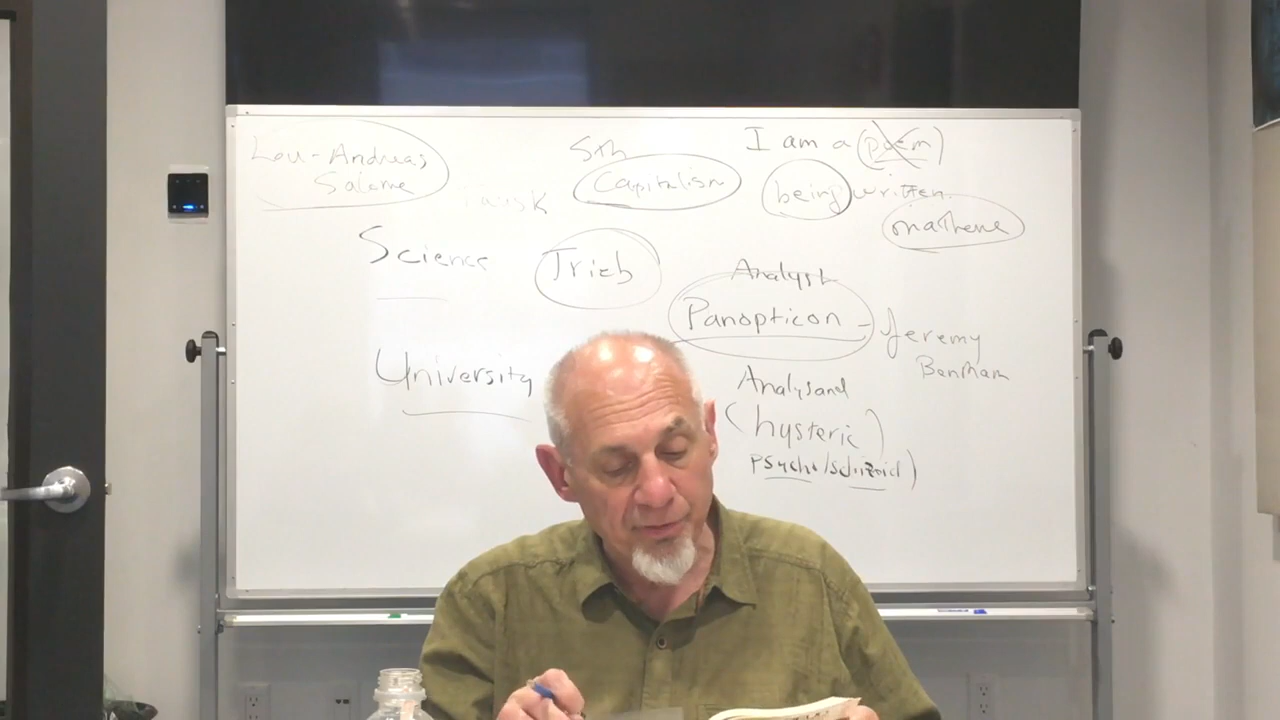 Lou-Andreas
Salome
5th
Capitalism
I am a (poem)
being written
Science
Trieb
Analyst
Panopticon - Jeremy
Bentham
University
Analysand
(hysteric)
psycho/schizoid)